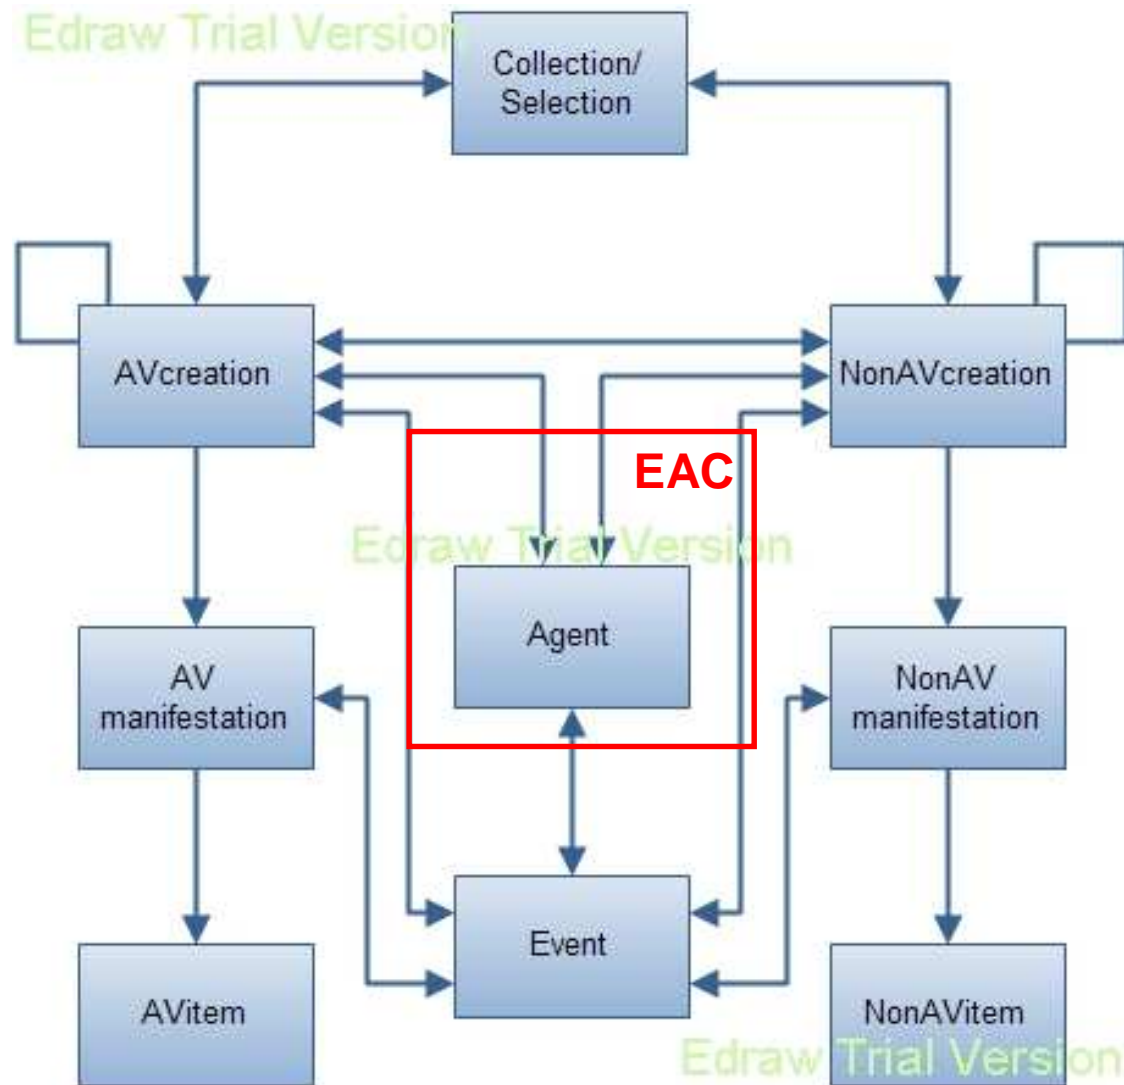 Edraw Trial Version
Collection/
Selection
AVcreation
NonAVcreation
EAC
Edraw Trial Version
Agent
AV
manifestation
NonAV
manifestation
Event
AVitem
NonAVitem
Edraw Trial Version